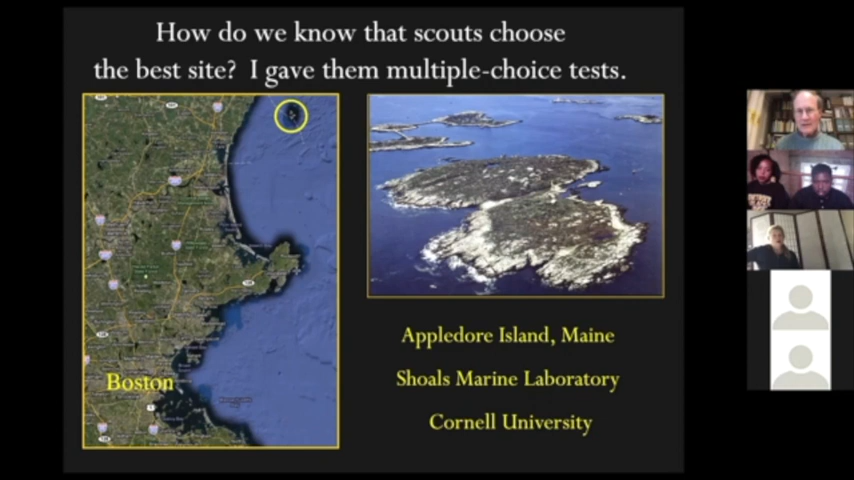 How do we know that scouts choose
the best site? I gave them multiple-choice tests.
Boston
Appledore Island, Maine
Shoals Marine Laboratory
Cornell University